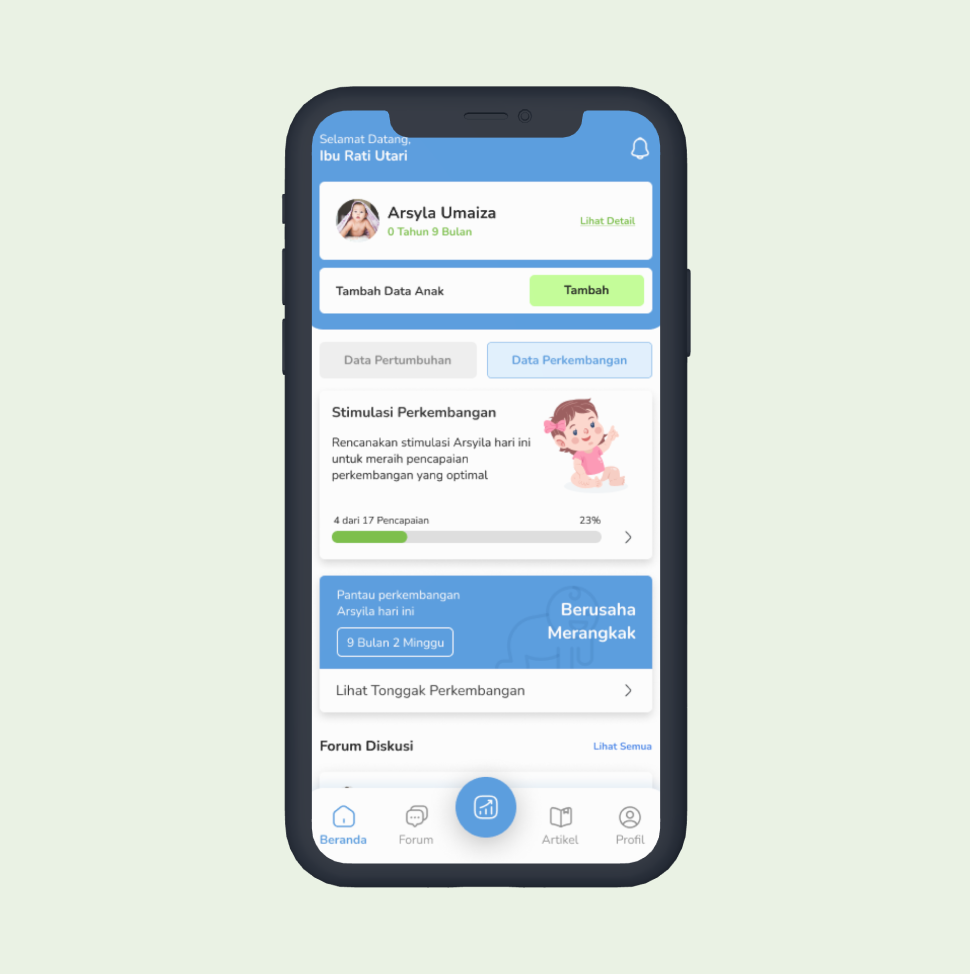 Selamat Datang,
Ibu Rati Utari
Arsyla Umaiza
0 Tahun 9 Bulan
Lihat Detail
Tambah Data Anak
Tambah
Data Pertumbuhan
Data Perkembangan
Stimulasi Perkembangan
Rencanakan stimulasi Arsyila hari ini
untuk meraih pencapaian
perkembangan yang optimal
4 dari 17 Pencapaian
23%
Pantau perkembangan
Arsyila hari ini
9 Bulan 2 Minggu
Berusaha
Merangkak
Lihat Tonggak Perkembangan
Forum Diskusi
Lihat Semua
Beranda
Forum
Artikel
Profil